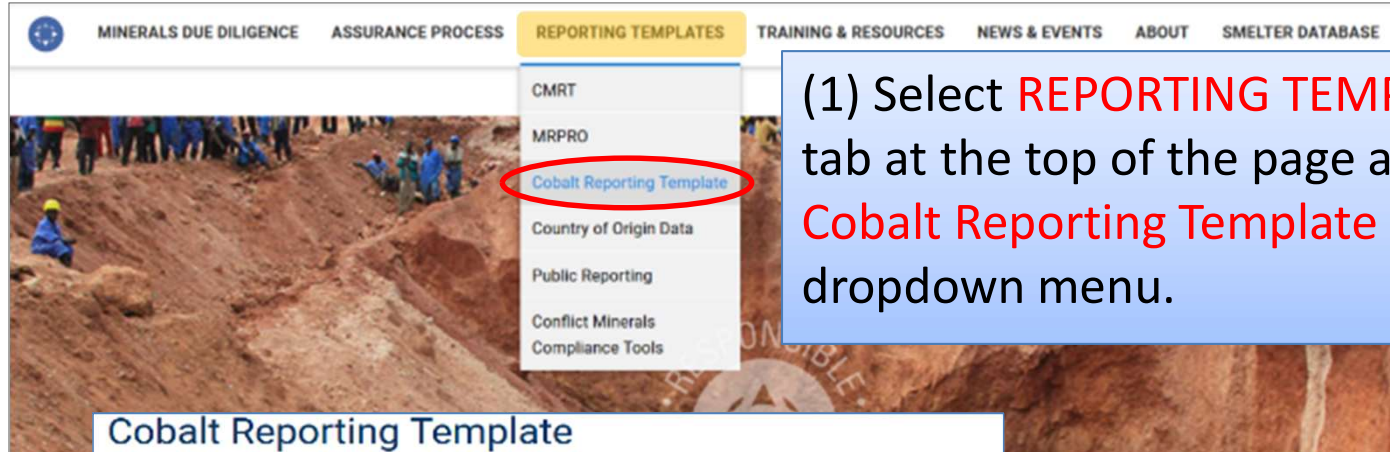 MINERALS DUE DILIGENCE ASSURANCE PROCESS REPORTING TEMPLATES TRAINING & RESOURCES NEWS & EVENTS ABOUT SMELTER DATABASE
CMRT
MRPRO
Cobalt Reporting Template
Country of Origin Data
Public Reporting
Conflict Minerals
Compliance Tools
(1) Select REPORTING TEM
tab at the top of the page a
Cobalt Reporting Template
dropdown menu.
RESPONSIBLE
Cobalt Reporting Template